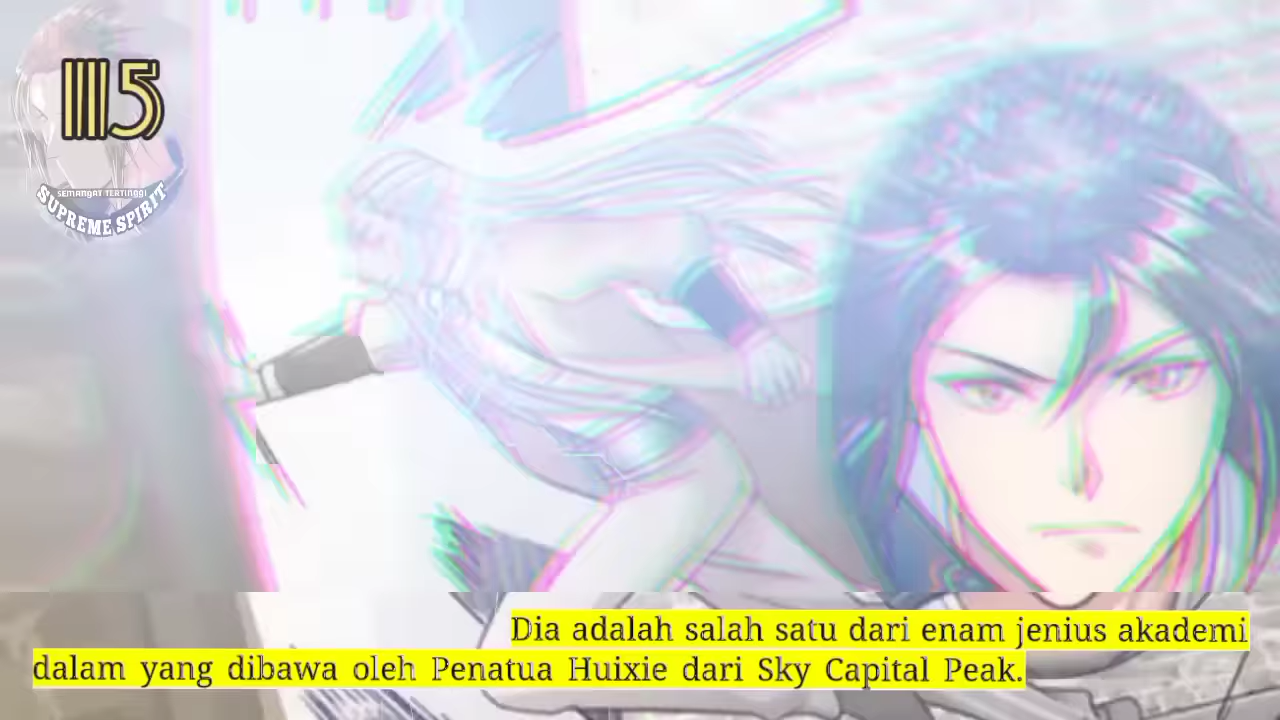 115
SEMANGAT TERTINGGI
SUPREME SPIRIT
Dia adalah salah satu dari enam jenius akademi
dalam yang dibawa oleh Penatua Huixie dari Sky Capital Peak.